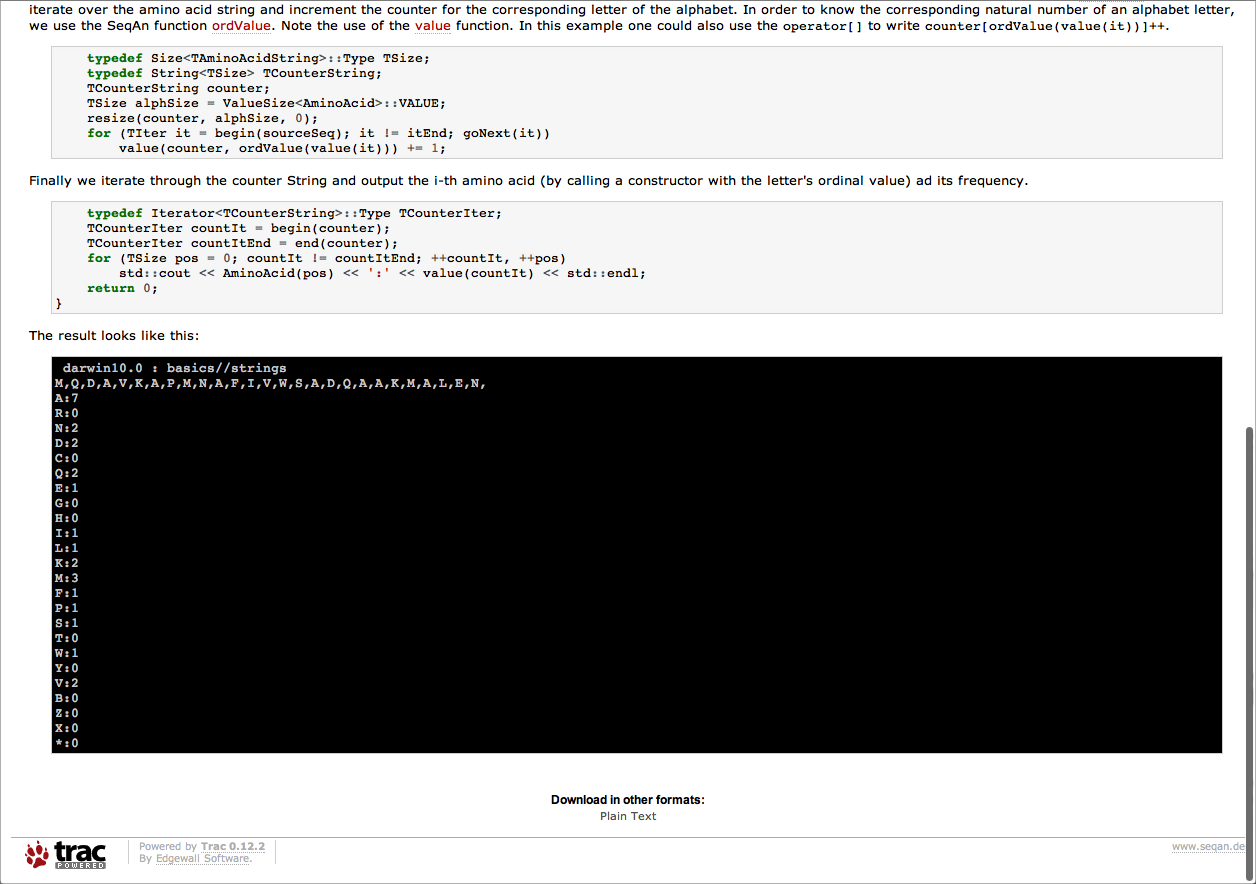 iterate over the amino acid string and increment the counter for the corresponding letter of the alphabet. In order to know the corresponding natural number of an alphabet letter,
we use the SeqAn function ordValue. Note the use of the value function. In this example one could also use the operator[] to write counter[ordValue(value(it))]++.
typedef Size<TAminoAcidString>::Type TSize;
typedef String<TSize> TCounterString;
TCounterString counter;
TSize alphSize = ValueSize<AminoAcid>::VALUE;
resize(counter, alphSize, 0);
for (TIter it = begin(sourceSeq); it != itEnd; goNext(it))
value(counter, ordValue(value(it))) += 1;
Finally we iterate through the counter String and output the i-th amino acid (by calling a constructor with the letter's ordinal value) ad its frequency.
typedef Iterator<TCounterString>::Type TCounterIter;
TCounterIter countIt = begin(counter);
TCounterIter countItEnd = end(counter);
for (TSize pos = 0; countIt != countItEnd; ++countIt, ++pos)
std::cout << AminoAcid(pos) << ':' << value(countIt) << std::endl;
return 0;
}
The result looks like this:
darwin10.0 : basics//strings
M,Q,D,A,V,K,A,P,M,N,A,F,I,V,W,S,A,D,Q,A,A,K,M,A,L,E,N,
A:7
R:0
N:2
D:2
C:0
Q:2
E:1
G:0
H:0
I:1
L:1
K:2
M:3
F:1
P:1
S:1
T:0
W:1
Y:0
V:2
B:0
Z:0
X:0
*:0
Download in other formats:
Plain Text
trac
POWERED
Powered by Trac 0.12.2
By Edgewall Software.
www.seqan.de